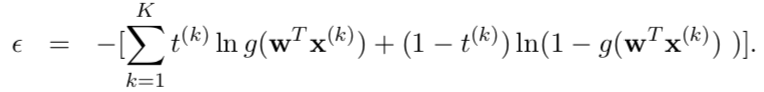 ϵ = −[∑_{k=1}^{K} t^{(k)} ln g(𝐰^T 𝐱^{(k)}) + (1 − t^{(k)}) ln(1 − g(𝐰^T 𝐱^{(k)}) )].